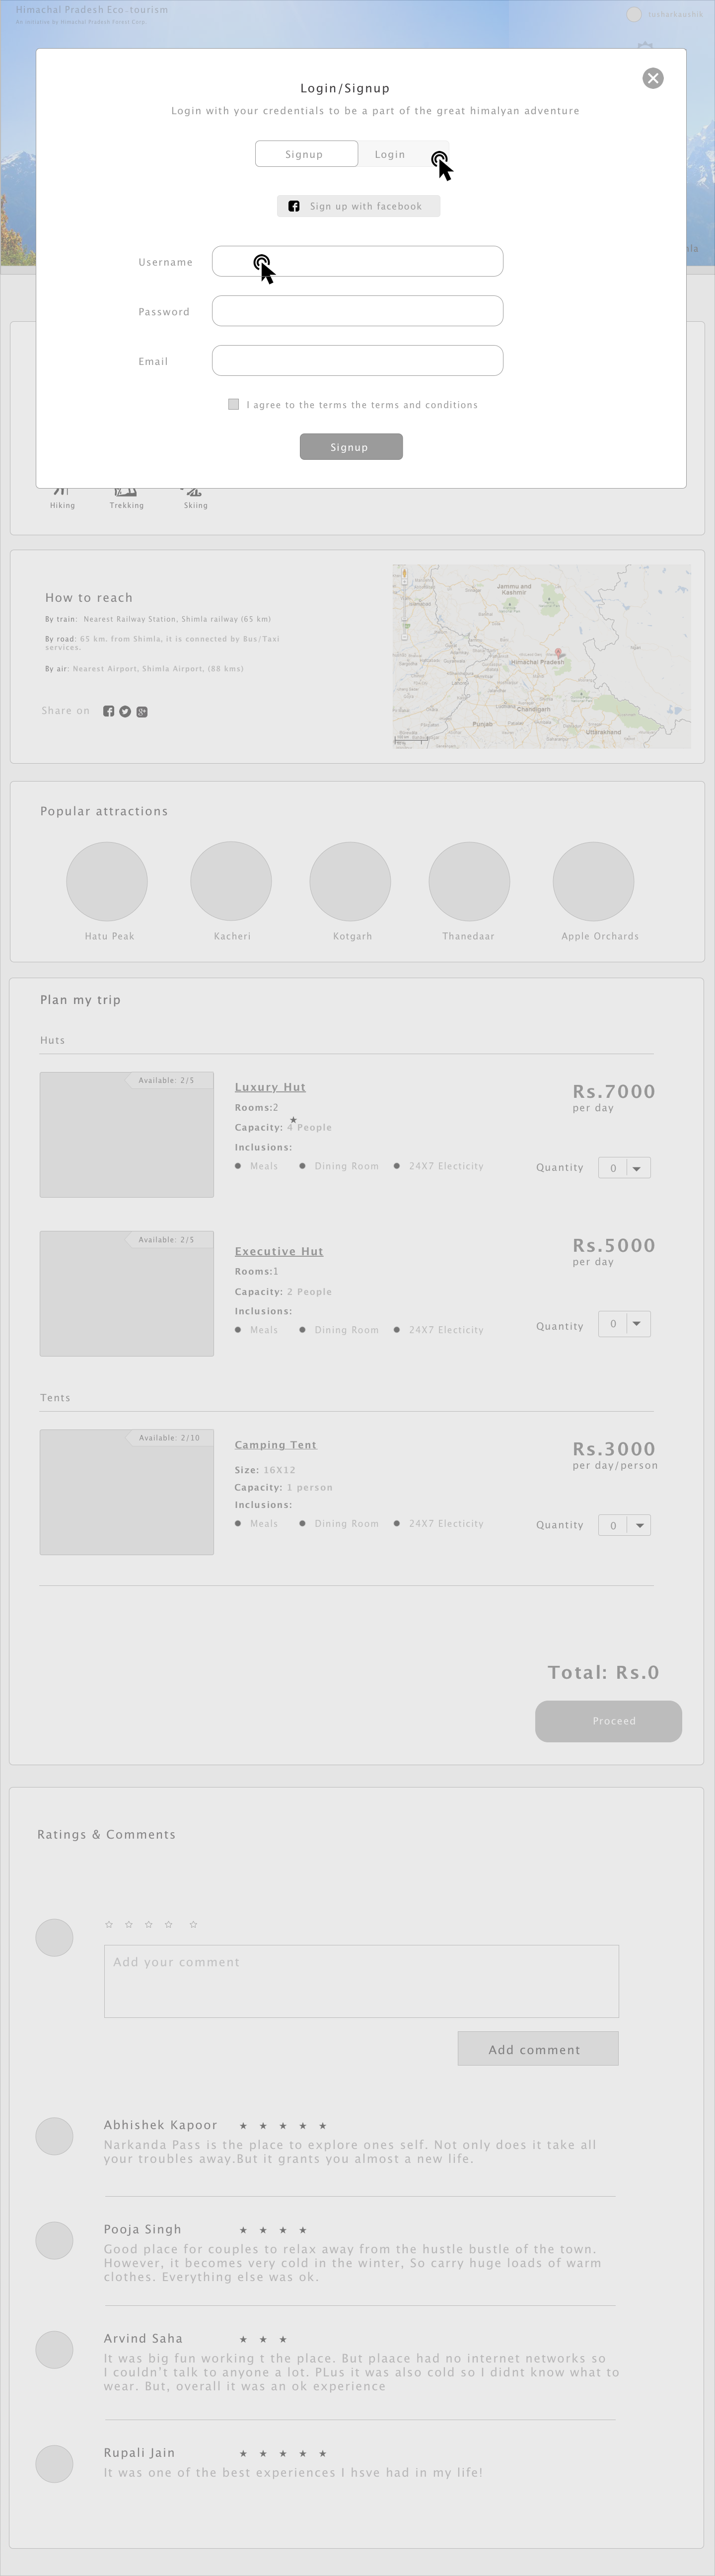 Himachal Pradesh Eco -tourism
An initiative by Himachal Pradesh Forest Corp.
tusharkaushik
Login/Signup
Login with your credentials to be a part of the great himalyan adventure
Signup
Login
Sign up with facebook
Username
Password
Email
I agree to the terms the terms and conditions
Signup
Hiking
Trekking
Skiing
How to reach
By train: Nearest Railway Station, Shimla railway (65 km)
By road: 65 km. from Shimla, it is connected by Bus/Taxi
services.
By air: Nearest Airport, Shimla Airport, (88 kms)
Share on
Jammu and
Kashmir
Himachal Pradesh
Chandigarh
Punjab
Uttarakhand
Popular attractions
Hatu Peak
Kacheri
Kotgarh
Thanedaar
Apple Orchards
Plan my trip
Huts
Available: 2/5
Luxury Hut
Rooms:2
Capacity: 4 People
Inclusions:
Meals
Dining Room
24X7 Electicity
Rs.7000
per day
Quantity
0
Available: 2/5
Executive Hut
Rooms:1
Capacity: 2 People
Inclusions:
Meals
Dining Room
24X7 Electicity
Rs.5000
per day
Quantity
0
Tents
Available: 2/10
Camping Tent
Size: 16X12
Capacity: 1 person
Inclusions:
Meals
Dining Room
24X7 Electicity
Rs.3000
per day/person
Quantity
0
Total: Rs.0
Proceed
Ratings & Comments
Add your comment
Add comment
Abhishek Kapoor
Narkanda Pass is the place to explore ones self. Not only does it take all
your troubles away.But it grants you almost a new life.
Pooja Singh
Good place for couples to relax away from the hustle bustle of the town.
However, it becomes very cold in the winter, So carry huge loads of warm
clothes. Everything else was ok.
Arvind Saha
It was big fun working t the place. But plaace had no internet networks so
I couldn't talk to anyone a lot. PLus it was also cold so I didnt know what to
wear. But, overall it was an ok experience
Rupali Jain
It was one of the best experiences I hsve had in my life!